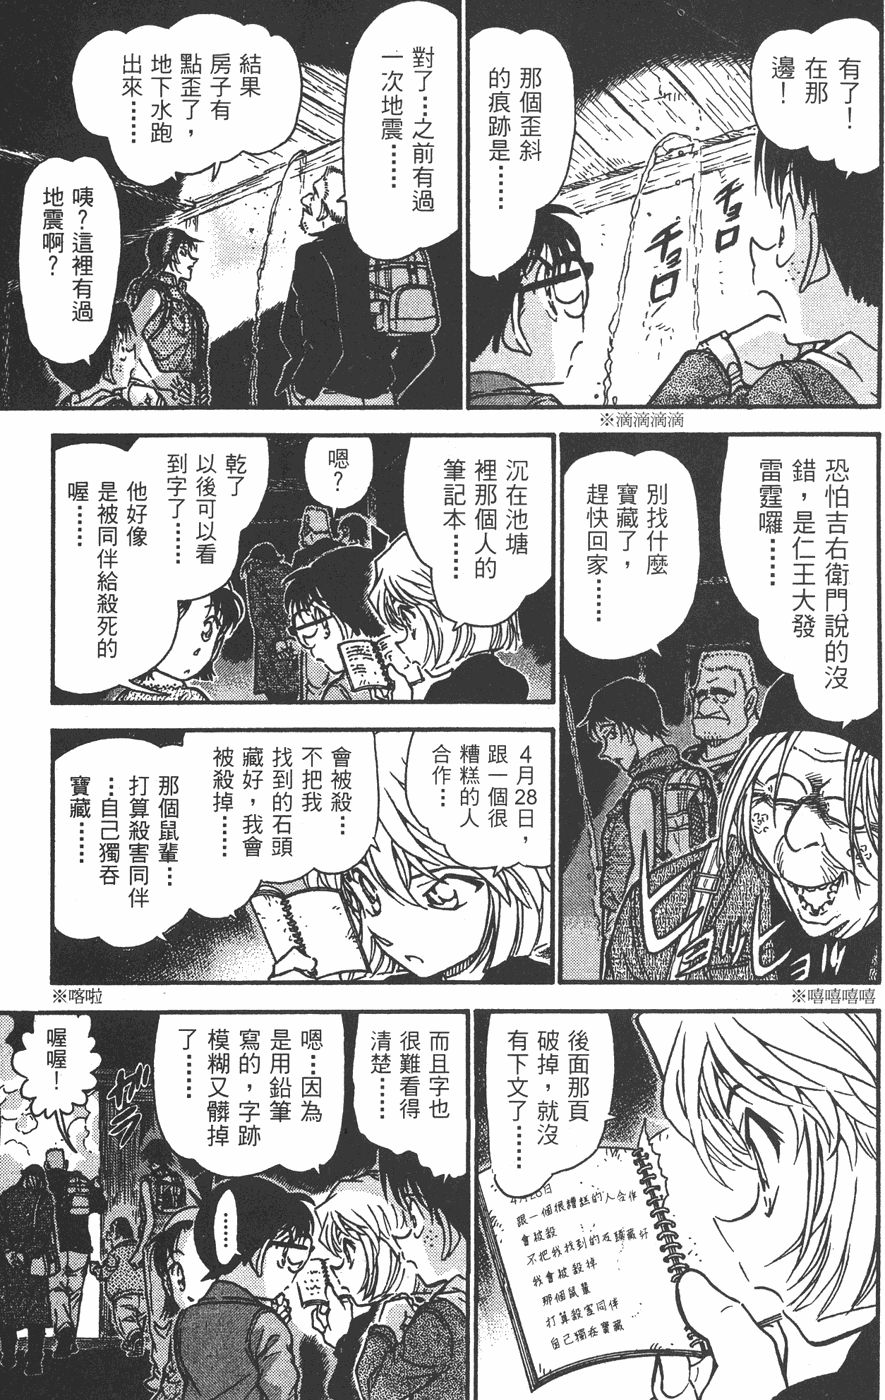 有了！
在那
邊！
那個歪斜
的痕跡是……
チョロ
チョロ
※滴滴滴滴
對了…之前有過
一次地震……
結果
房子有
點歪了，
地下水跑
出來……
咦？這裡有過
地震啊？
恐怕吉右衛門說的沒
錯，是仁王大發
雷霆囉……
別找什麼
寶藏了，
趕快回家……
ヒョヒョ
※嘻嘻嘻嘻
沉在池塘
裡那個人的
筆記本……
嗯？
乾了
以後可以看
到字了……
他好像
是被同伴給殺死的
喔……
4月28日，
跟一個很
糟糕的人
合作…
會被殺…
不把我
找到的石頭
藏好，我會
被殺掉……
那個鼠輩…
打算殺害同伴
…自己獨吞
寶藏……
後面那頁
破掉，就沒
有下文了……
4月28日
跟一個很糟糕的人合作
會被殺
不把我找到的石頭藏好
我會被殺掉
那個鼠輩
打算殺害同伴
自己獨吞寶藏
而且字也
很難看得
清楚……
嗯…因為
是用鉛筆
寫的，字跡
模糊又髒掉
了……
……
※喀啦
ガラ
喔喔！